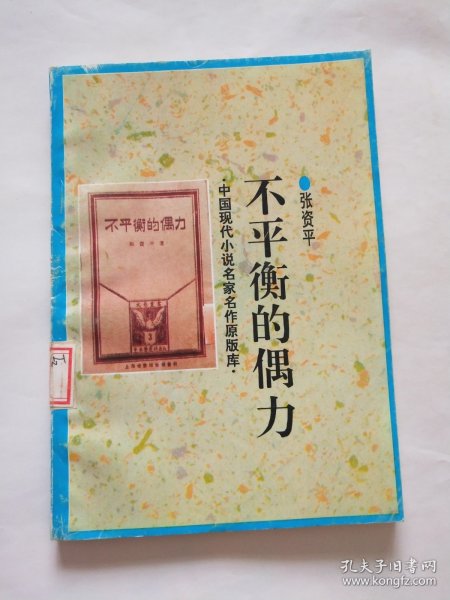 张资平
不平衡的偶力
·中国现代小说名家名作原版库·
不平衡的偶力
3
孔夫子旧书网
www.kongfz.com